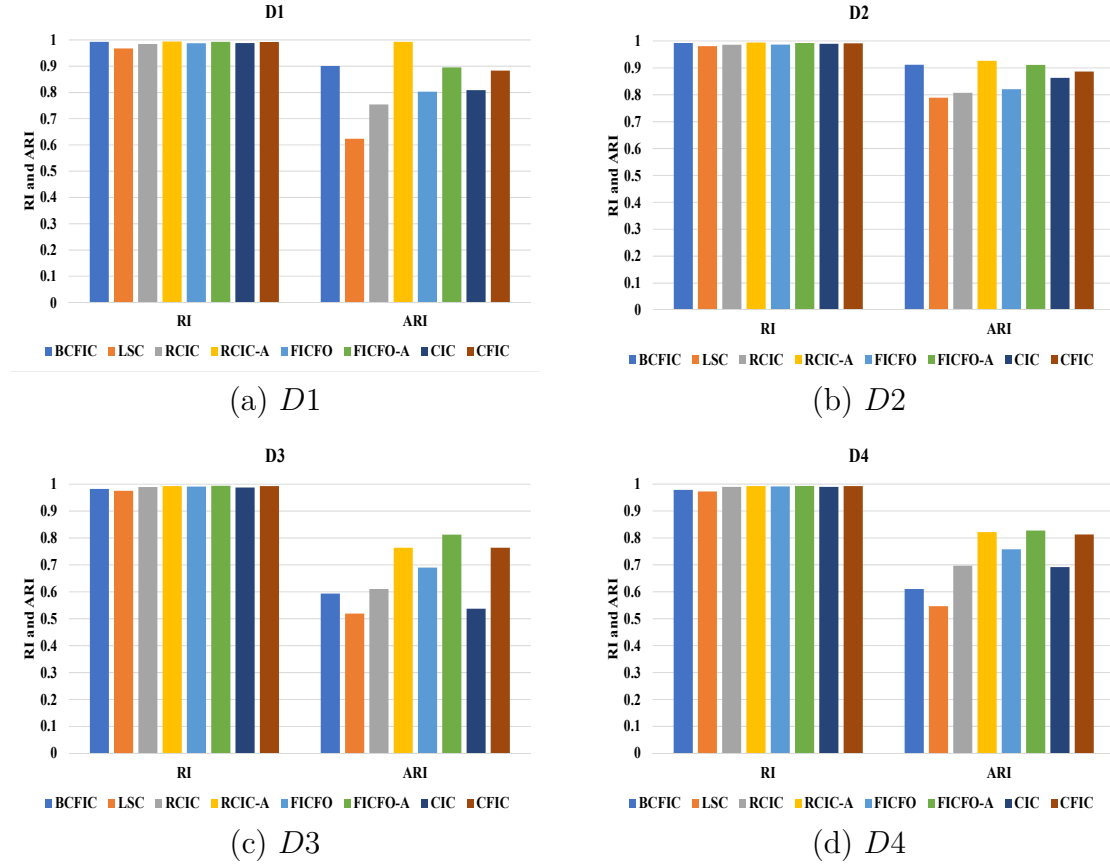 D1
RI and ARI
1
0.9
0.8
0.7
0.6
0.5
0.4
0.3
0.2
0.1
0
RI ARI
BCFIC LSC RCIC RCIC-A FICFO FICFO-A CIC CFIC
(a) D1
D2
RI and ARI
1
0.9
0.8
0.7
0.6
0.5
0.4
0.3
0.2
0.1
0
RI ARI
BCFIC LSC RCIC RCIC-A FICFO FICFO-A CIC CFIC
(b) D2
D3
RI and ARI
1
0.9
0.8
0.7
0.6
0.5
0.4
0.3
0.2
0.1
0
RI ARI
BCFIC LSC RCIC RCIC-A FICFO FICFO-A CIC CFIC
(c) D3
D4
RI and ARI
1
0.9
0.8
0.7
0.6
0.5
0.4
0.3
0.2
0.1
0
RI ARI
BCFIC LSC RCIC RCIC-A FICFO FICFO-A CIC CFIC
(d) D4